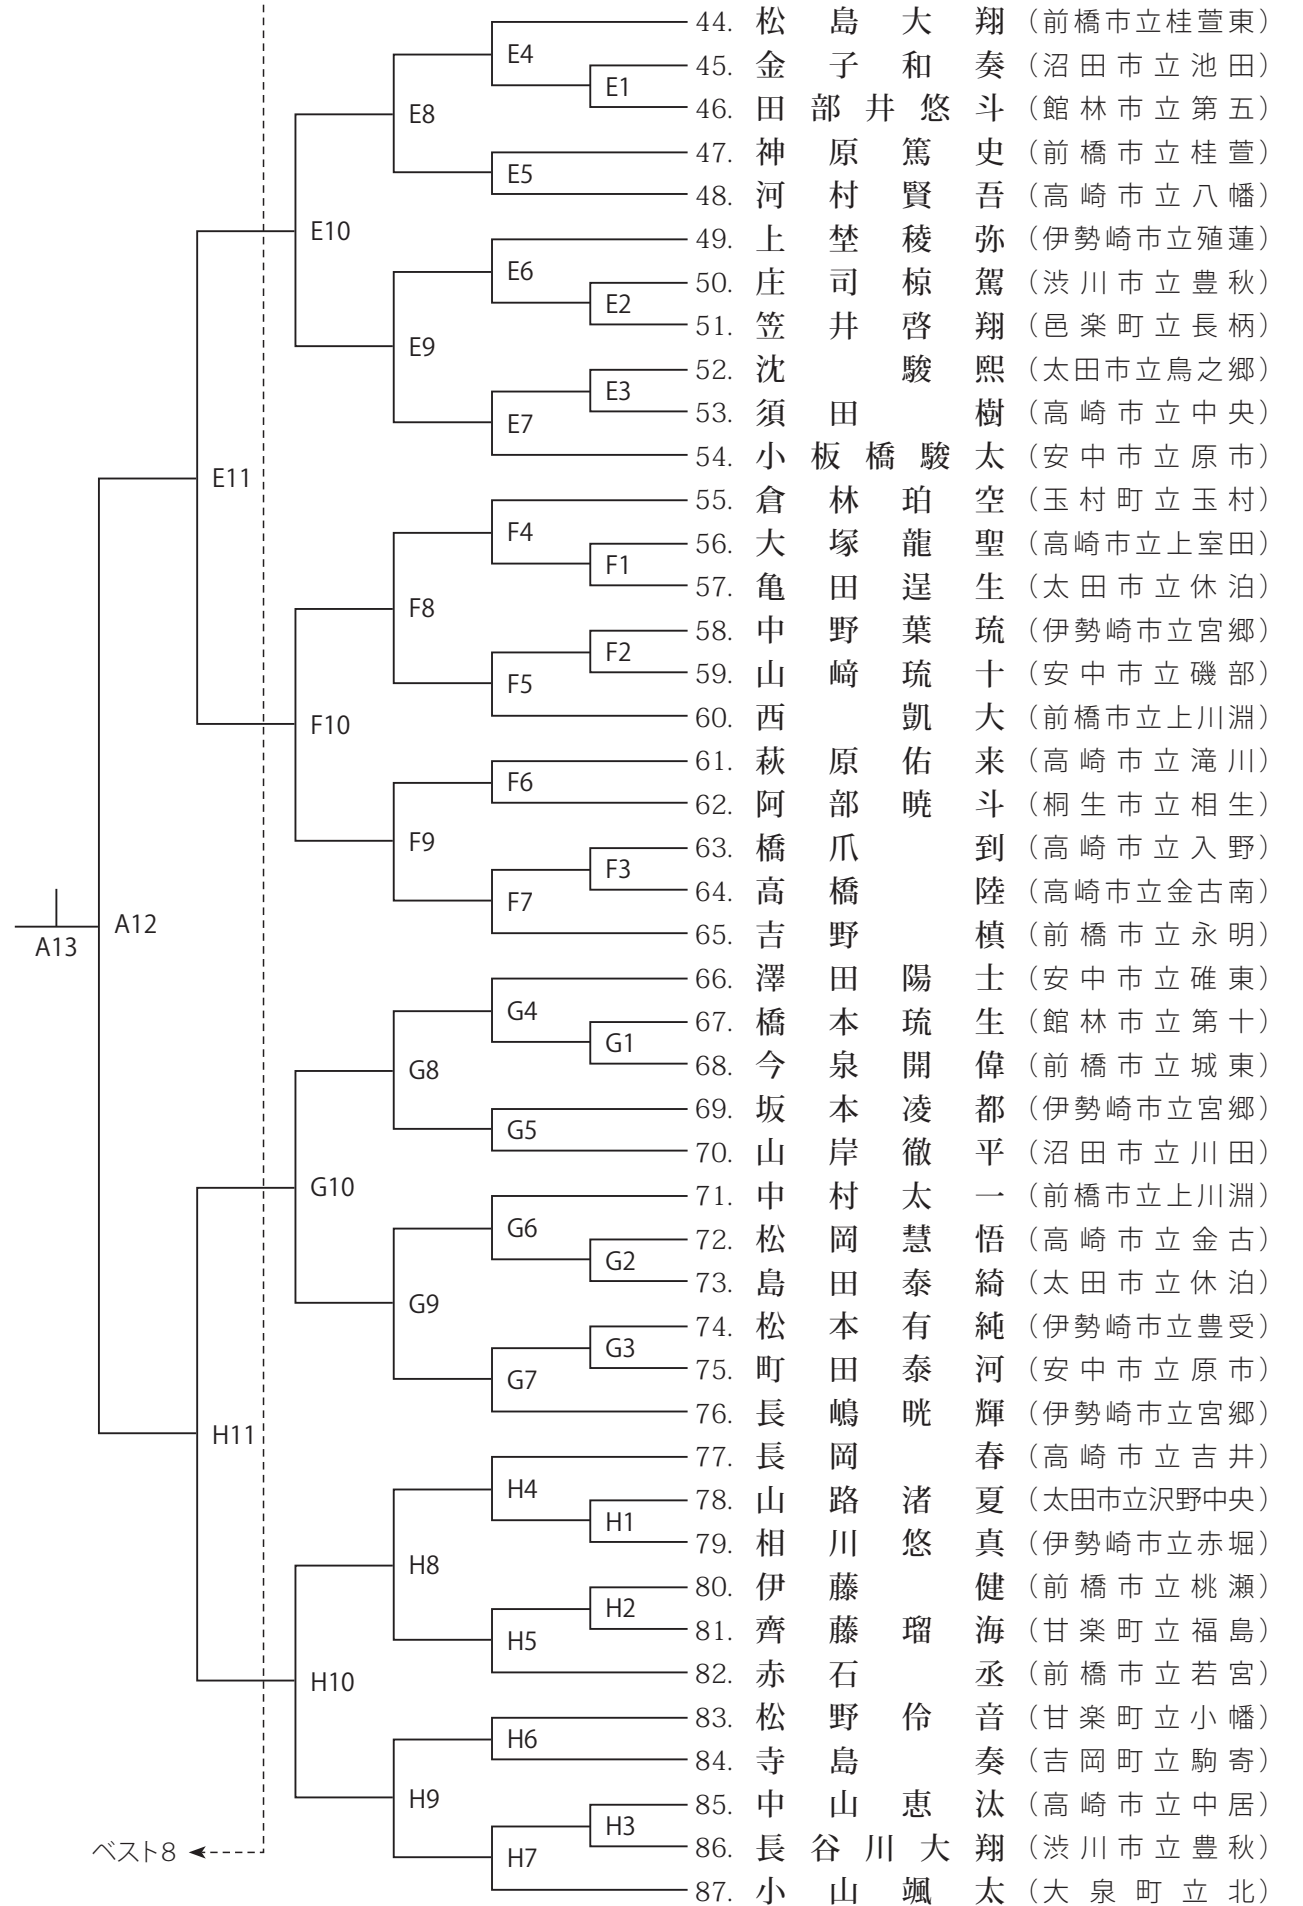 44. 松島大翔（前橋市立桂萱東）
45. 金子和奏（沼田市立池田）
46. 田部井悠斗（館林市立第五）
47. 神原篤史（前橋市立桂萱）
48. 河村賢吾（高崎市立八幡）
49. 上埜稜弥（伊勢崎市立殖蓮）
50. 庄司椋駕（渋川市立豊秋）
51. 笠井啓翔（邑楽町立長柄）
52. 沈駿熙（太田市立鳥之郷）
53. 須田樹（高崎市立中央）
54. 小板橋駿太（安中市立原市）
55. 倉林珀空（玉村町立玉村）
56. 大塚龍聖（高崎市立上室田）
57. 亀田逞生（太田市立休泊）
58. 中野葉琉（伊勢崎市立宮郷）
59. 山﨑琉十（安中市立磯部）
60. 西凱大（前橋市立上川淵）
61. 萩原佑来（高崎市立滝川）
62. 阿部暁斗（桐生市立相生）
63. 橋爪到（高崎市立入野）
64. 高橋陸（高崎市立金古南）
65. 吉野槙（前橋市立永明）
66. 澤田陽士（安中市立碓東）
67. 橋本琉生（館林市立第十）
68. 今泉開偉（前橋市立城東）
69. 坂本凌都（伊勢崎市立宮郷）
70. 山岸徹平（沼田市立川田）
71. 中村太一（前橋市立上川淵）
72. 松岡慧悟（高崎市立金古）
73. 島田泰綺（太田市立休泊）
74. 松本有純（伊勢崎市立豊受）
75. 町田泰河（安中市立原市）
76. 長嶋晄輝（伊勢崎市立宮郷）
77. 長岡春（高崎市立吉井）
78. 山路渚夏（太田市立沢野中央）
79. 相川悠真（伊勢崎市立赤堀）
80. 伊藤健（前橋市立桃瀬）
81. 齊藤瑠海（甘楽町立福島）
82. 赤石丞（前橋市立若宮）
83. 松野伶音（甘楽町立小幡）
84. 寺島奏（吉岡町立駒寄）
85. 中山恵汰（高崎市立中居）
86. 長谷川大翔（渋川市立豊秋）
87. 小山颯太（大泉町立北）
E4
E1
E8
E5
E10
E6
E2
E9
E3
E7
E11
F4
F1
F8
F2
F5
F10
F6
F9
F3
F7
A12
A13
G4
G1
G8
G5
G10
G6
G2
G9
G3
G7
H11
H4
H1
H8
H2
H5
H10
H6
H9
H3
H7
ベスト8